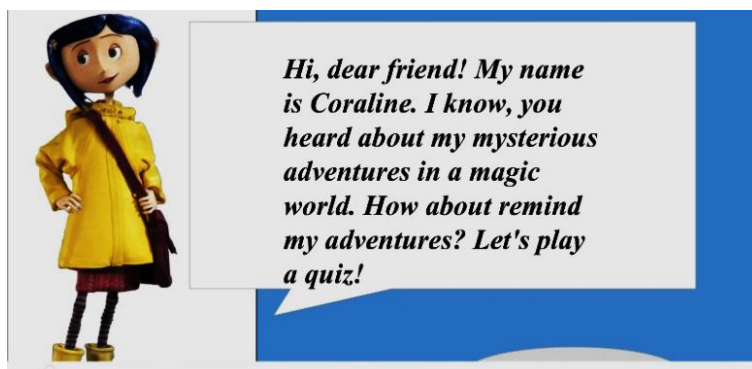 Hi, dear friend! My name
is Coraline. I know, you
heard about my mysterious
adventures in a magic
world. How about remind
my adventures? Let's play
a quiz!